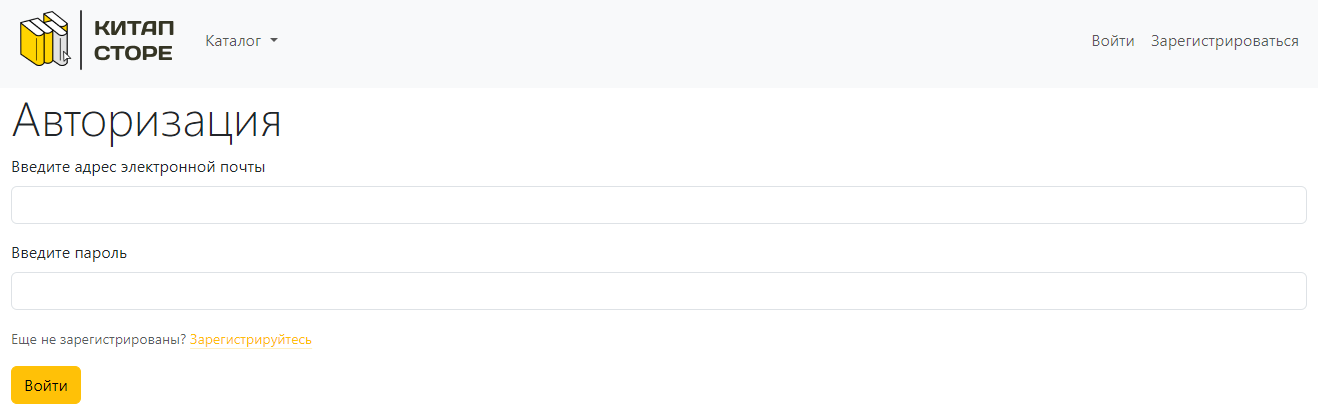 КИТАП
СТОРЕ
Каталог
Войти
Зарегистрироваться
Авторизация
Введите адрес электронной почты
Введите пароль
Еще не зарегистрированы? Зарегистрируйтесь
Войти